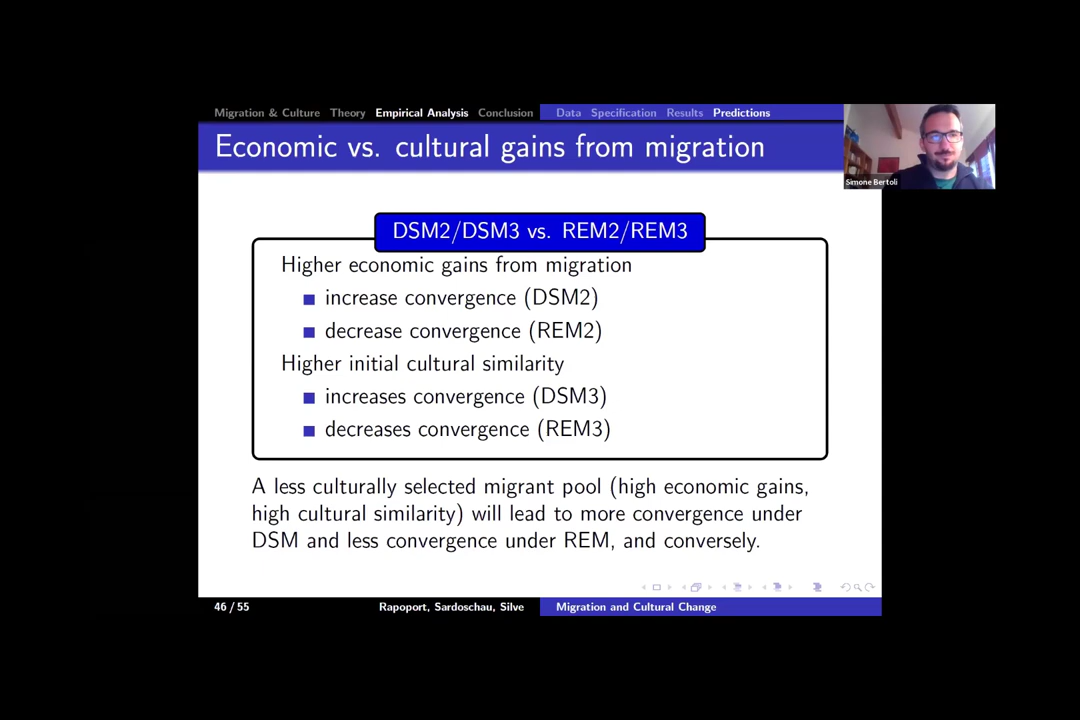 Migration & Culture Theory Empirical Analysis Conclusion Data Specification Results Predictions
Economic vs. cultural gains from migration
Simone Bertoli
DSM2/DSM3 vs. REM2/REM3
Higher economic gains from migration
increase convergence (DSM2)
decrease convergence (REM2)
Higher initial cultural similarity
increases convergence (DSM3)
decreases convergence (REM3)
A less culturally selected migrant pool (high economic gains,
high cultural similarity) will lead to more convergence under
DSM and less convergence under REM, and conversely.
46 / 55 Rapoport, Sardoschau, Silve Migration and Cultural Change